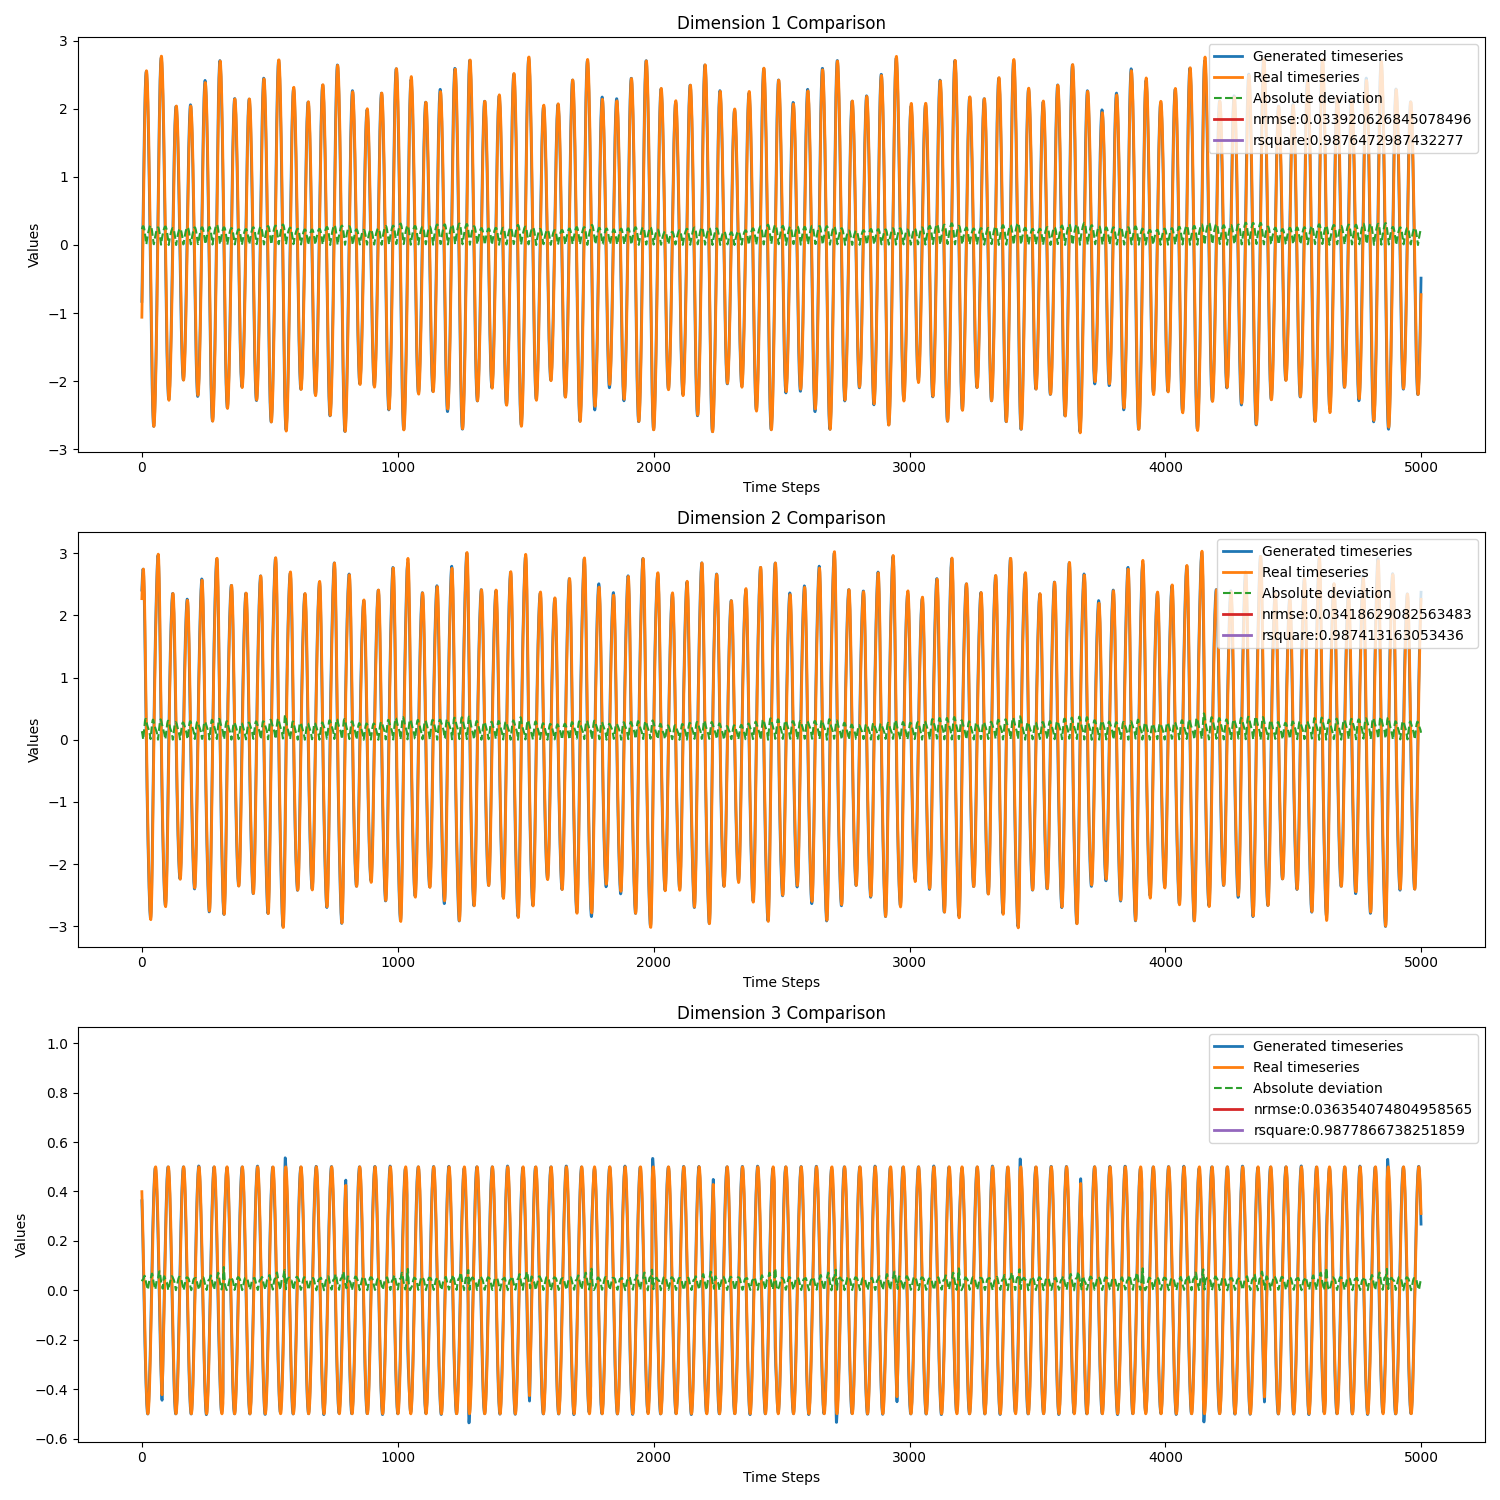 Dimension 1 Comparison
3
2
1
0
−1
−2
−3
Values
0
1000
2000
3000
4000
5000
Time Steps
Generated timeseries
Real timeseries
Absolute deviation
nrmse:0.033920626845078496
rsquare:0.9876472987432277
Dimension 2 Comparison
3
2
1
0
−1
−2
−3
Values
0
1000
2000
3000
4000
5000
Time Steps
Generated timeseries
Real timeseries
Absolute deviation
nrmse:0.03418629082563483
rsquare:0.987413163053436
Dimension 3 Comparison
1.0
0.8
0.6
0.4
0.2
0.0
−0.2
−0.4
−0.6
Values
0
1000
2000
3000
4000
5000
Time Steps
Generated timeseries
Real timeseries
Absolute deviation
nrmse:0.036354074804958565
rsquare:0.9877866738251859